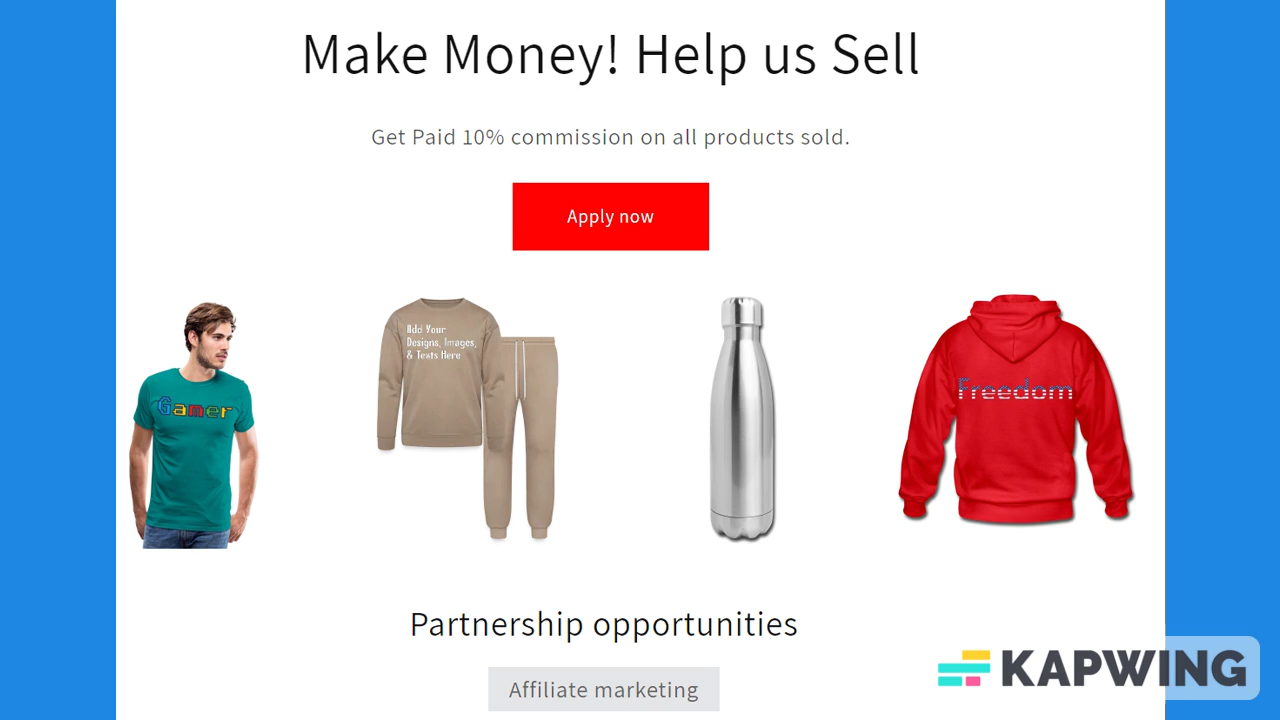 Make Money! Help us Sell
Get Paid 10% commission on all products sold.
Apply now
Gamer
Add Your
Designs, Images,
& Texts Here
Freedom
Partnership opportunities
Affiliate marketing
KAPWING